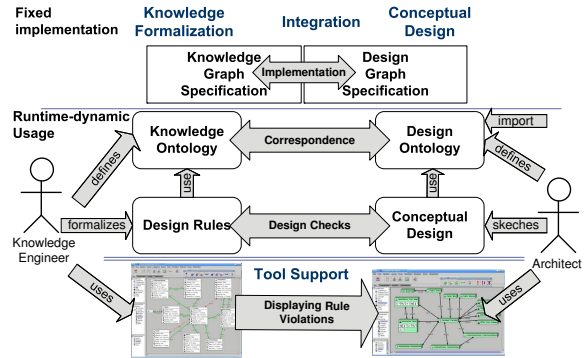 Fixed
implementation
Knowledge
Formalization
Integration
Conceptual
Design
Knowledge
Graph
Specification
Implementation
Design
Graph
Specification
Runtime-dynamic
Usage
Knowledge
Ontology
Correspondence
Design
Ontology
import
defines
defines
use
use
formalizes
Design Rules
Design Checks
Conceptual
Design
skeches
Knowledge
Engineer
Architect
uses
Tool Support
uses
Displaying Rule
Violations